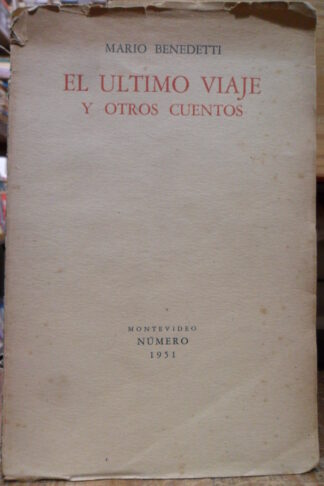 MARIO BENEDETTI
EL ULTIMO VIAJE
Y OTROS CUENTOS
MONTEVIDEO
NÚMERO
1951